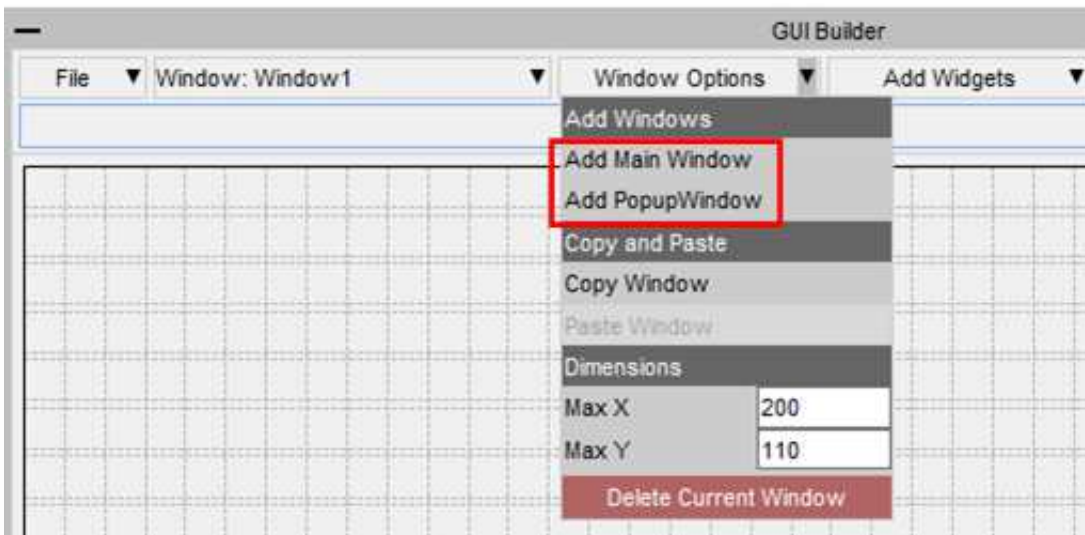 GUI Builder
File Window: Window1 Window Options Add Widgets
Add Windows
Add Main Window
Add PopupWindow
Copy and Paste
Copy Window
Paste Window
Dimensions
Max X 200
Max Y 110
Delete Current Window